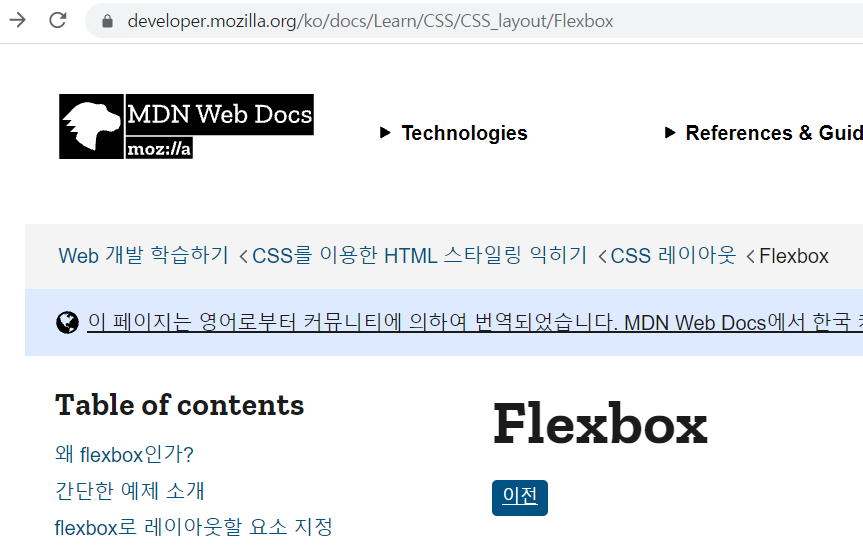 developer.mozilla.org/ko/docs/Learn/CSS/CSS_layout/Flexbox
MDN Web Docs
moz://a
Technologies
References & Guid
Web 개발 학습하기 <CSS를 이용한 HTML 스타일링 익히기 <CSS 레이아웃 <Flexbox
이 페이지는 영어로부터 커뮤니티에 의하여 번역되었습니다. MDN Web Docs에서 한국
Table of contents
왜 flexbox인가?
간단한 예제 소개
flexbox로 레이아웃할 요소 지정
Flexbox
이전